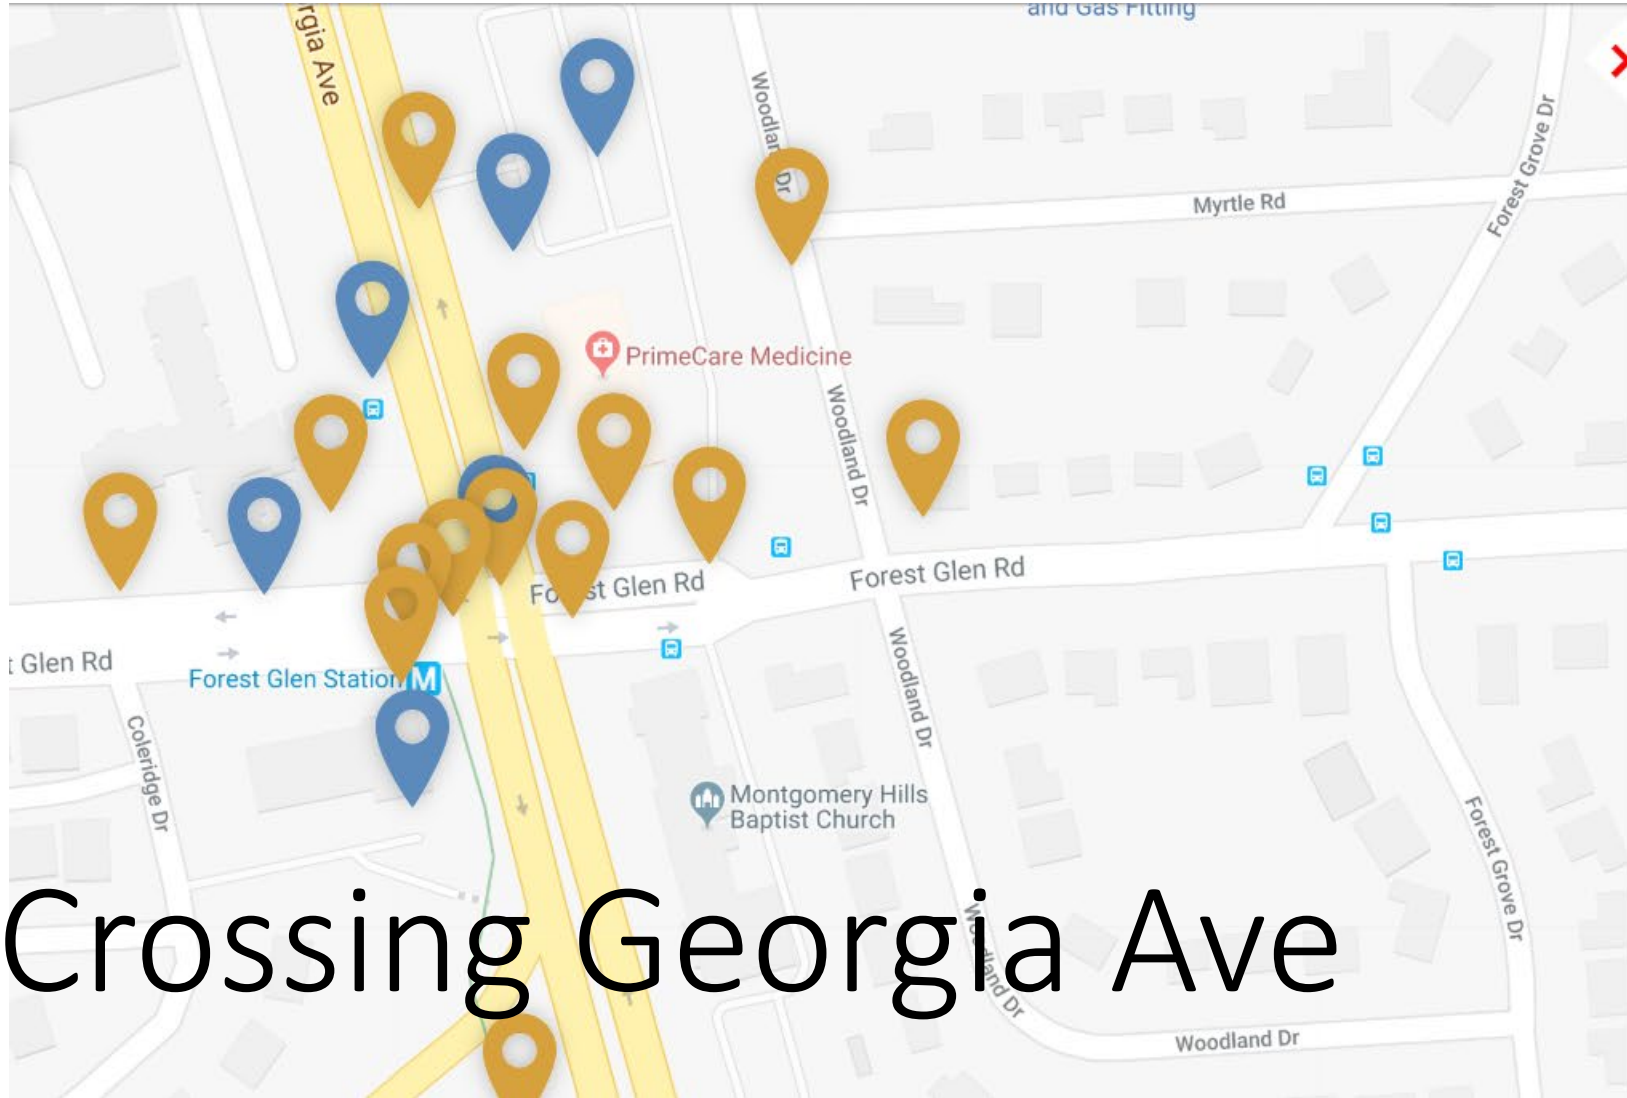 and Gas Fitting
rgia Ave
Woodland Dr
Forest Grove Dr
Myrtle Rd
PrimeCare Medicine
Woodland Dr
Forest Glen Rd
Forest Glen Rd
t Glen Rd
Forest Glen Station M
Woodland Dr
Coleridge Dr
Montgomery Hills
Baptist Church
Forest Grove Dr
Crossing Georgia Ave
Woodland Dr
Woodland Dr